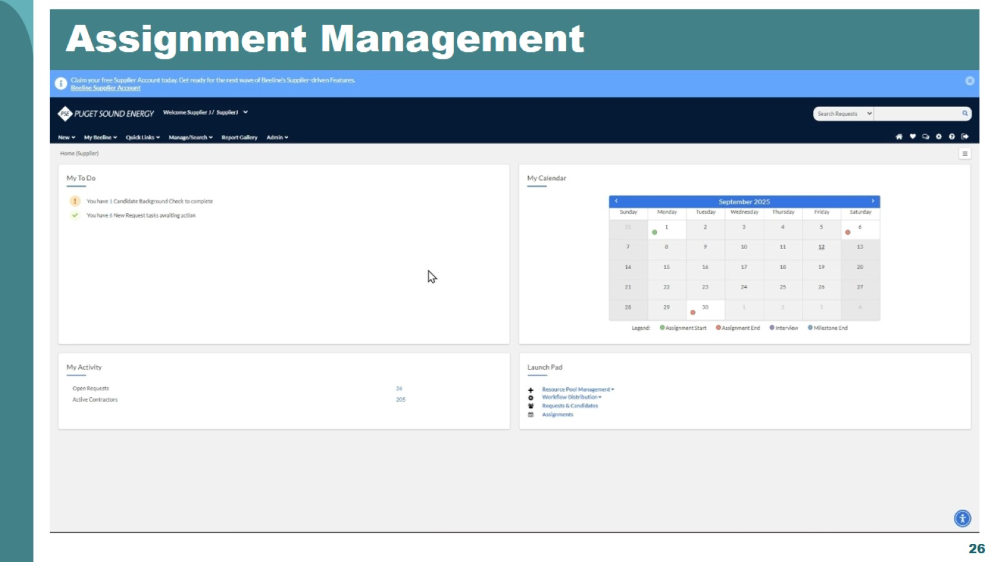 Assignment Management
Claim your free Supplier Account today. Get ready for the next wave of Beeline's Supplier-driven Features.
Beeline Supplier Account
PSE PUGET SOUND ENERGY
Welcome Supplier J / SupplierJ
Search Requests
New
My Beeline
Quick Links
Manage/Search
Report Gallery
Admin
Home (Supplier)
My To Do
You have 1 Candidate Background Check to complete
You have 6 New Request tasks awaiting action
My Calendar
September 2025
Sunday Monday Tuesday Wednesday Thursday Friday Saturday
31 1 2 3 4 5 6
7 8 9 10 11 12 13
14 15 16 17 18 19 20
21 22 23 24 25 26 27
28 29 30 1 2 3 4
Legend: Assignment Start Assignment End Interview Milestone End
My Activity
Open Requests 26
Active Contractors 205
Launch Pad
Resource Pool Management
Workflow Distribution
Requests & Candidates
Assignments
26